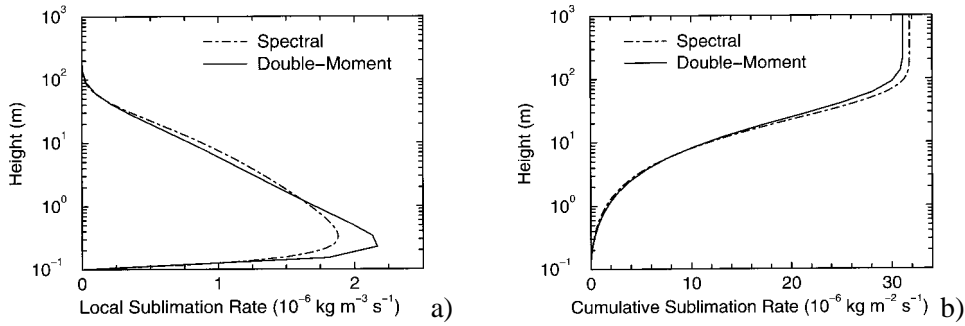 10³
10²
10¹
10⁰
10⁻¹
Height (m)
Spectral
Double−Moment
0
1
2
Local Sublimation Rate (10⁻⁶ kg m⁻³ s⁻¹)
a)
10³
10²
10¹
10⁰
10⁻¹
Height (m)
Spectral
Double−Moment
0
10
20
30
Cumulative Sublimation Rate (10⁻⁶ kg m⁻² s⁻¹)
b)